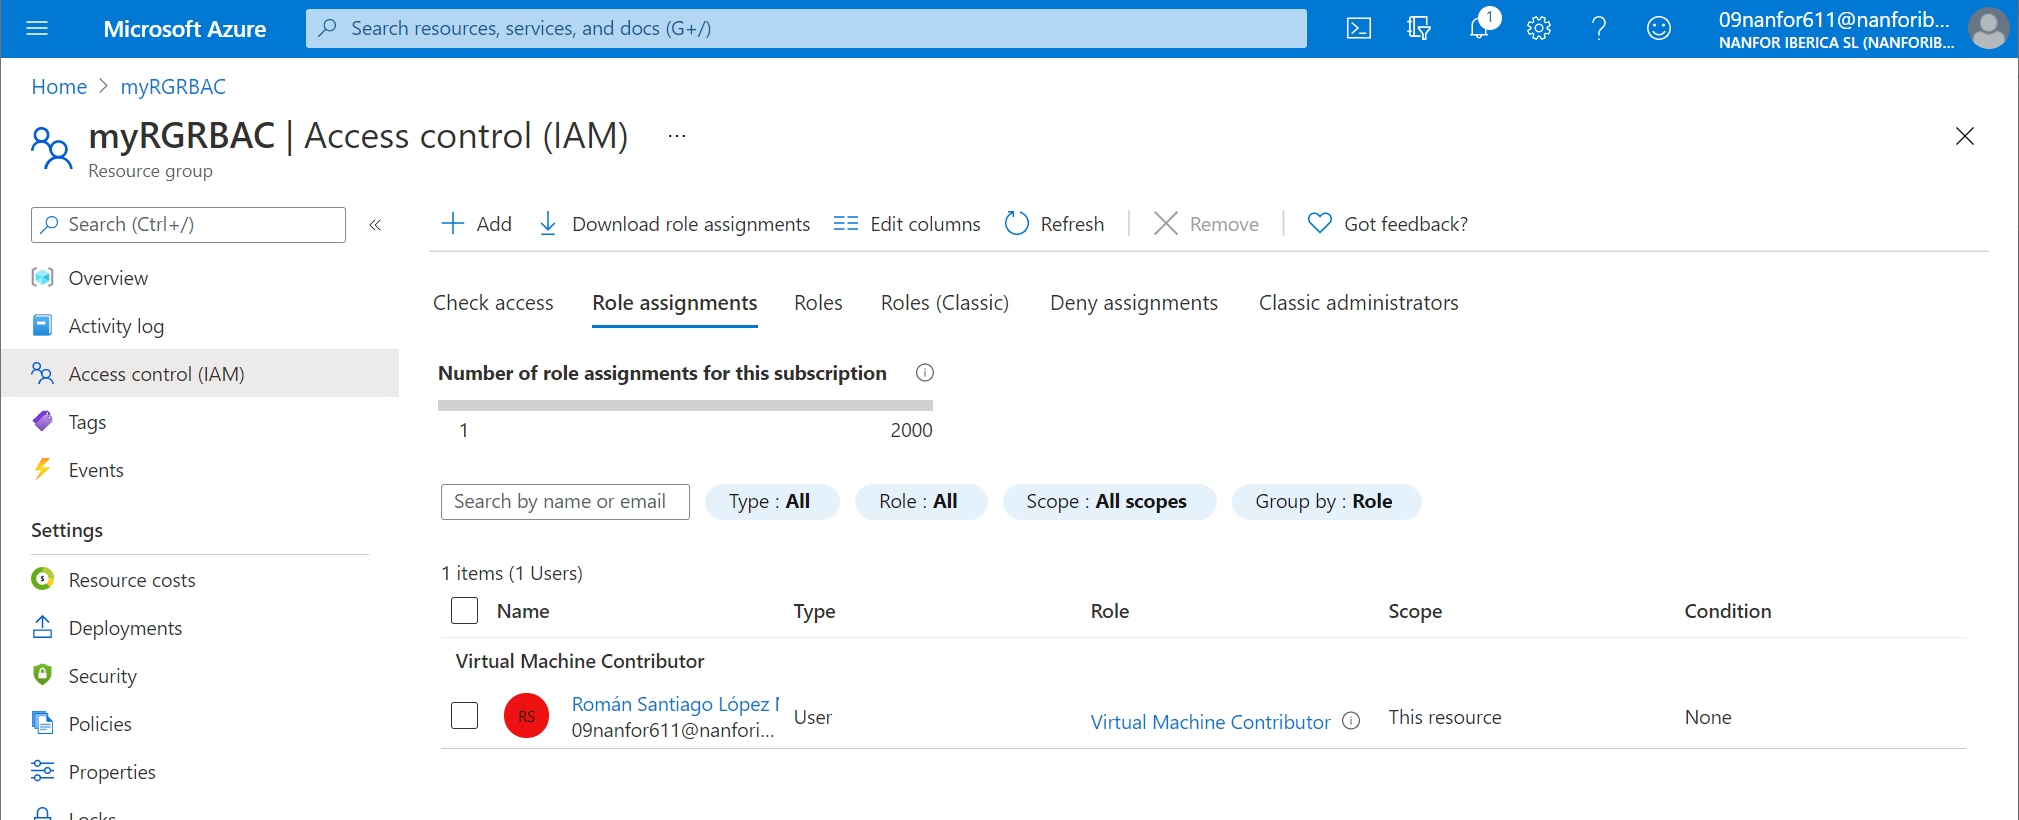 Microsoft Azure
Search resources, services, and docs (G+/)
1
09nanfor611@nanforib...
NANFOR IBERICA SL (NANFORIB...
Home > myRGRBAC
myRGRBAC | Access control (IAM) ...
Resource group
Search (Ctrl+/)
«
Overview
Activity log
Access control (IAM)
Tags
Events
Settings
Resource costs
Deployments
Security
Policies
Properties
Locks
Add
Download role assignments
Edit columns
Refresh
Remove
Got feedback?
Check access
Role assignments
Roles
Roles (Classic)
Deny assignments
Classic administrators
Number of role assignments for this subscription
1
2000
Search by name or email
Type : All
Role : All
Scope : All scopes
Group by : Role
1 items (1 Users)
Name
Type
Role
Scope
Condition
Virtual Machine Contributor
RS
Román Santiago López
09nanfor611@nanfori...
User
Virtual Machine Contributor
This resource
None